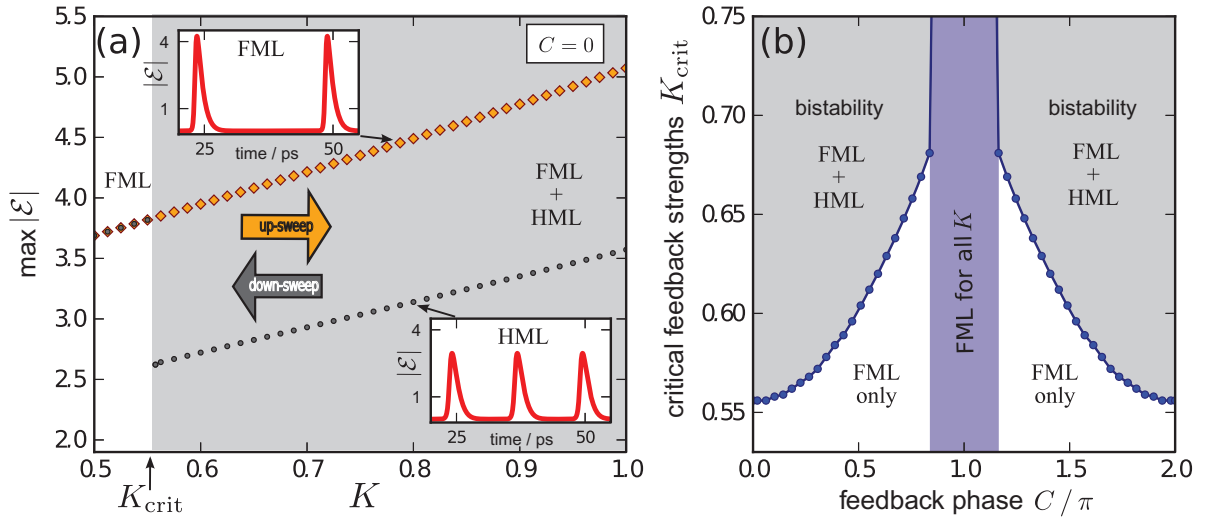 (a)
max |ℰ|
5.0
4.5
4.0
3.5
3.0
2.5
2.0
0.5
0.6
0.7
0.8
0.9
1.0
K_crit
K
C = 0
FML
FML
+
HML
up-sweep
down-sweep
FML
|ℰ|
4
1
25
50
time / ps
HML
|ℰ|
4
1
25
50
time / ps
(b)
critical feedback strengths K_crit
0.75
0.70
0.65
0.60
0.55
0.0
0.5
1.0
1.5
2.0
feedback phase C / π
bistability
FML
+
HML
FML for all K
bistability
FML
+
HML
FML
only
FML
only